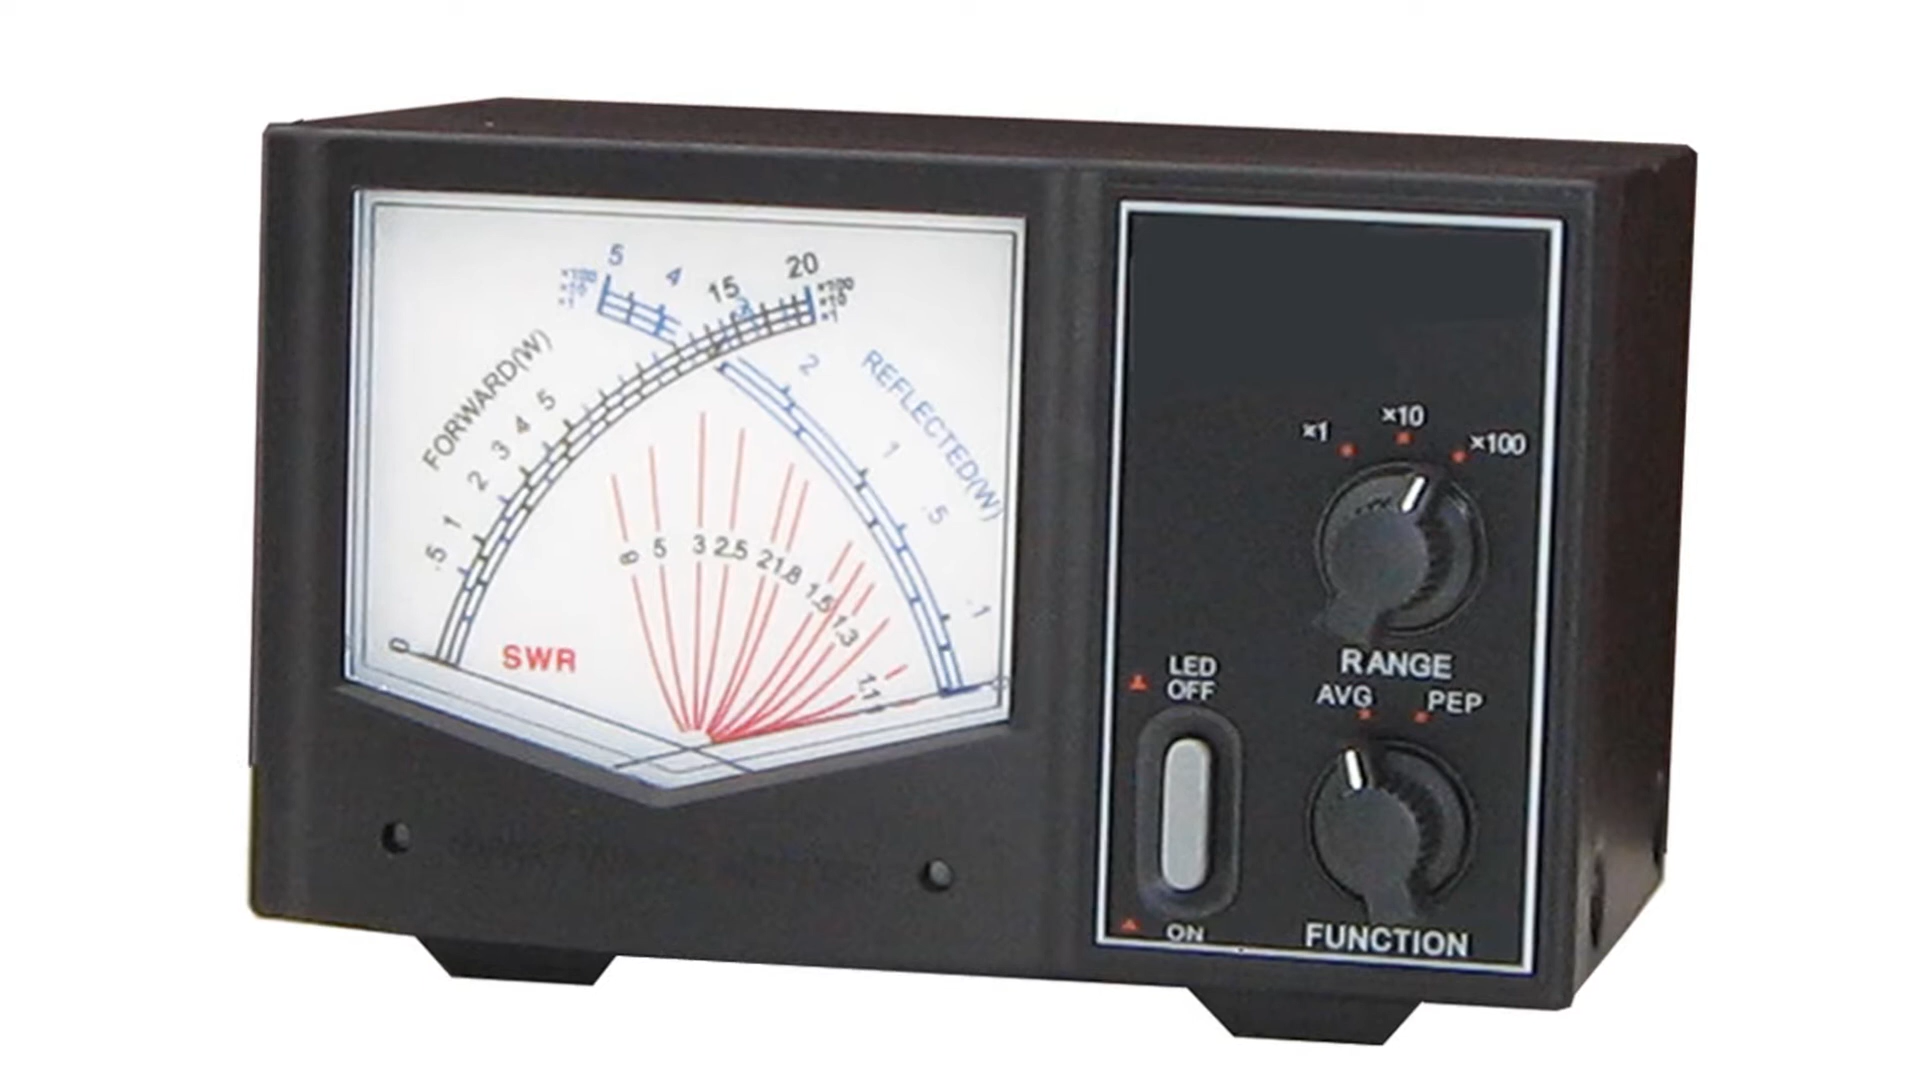 5
4
3
15
20
×100
×10
×1
×100
×10
×1
FORWARD(W)
REFLECTED(W)
0 .5 1 2 3 4 5
2
1
.5
.1
∞ 5 3 2.5 2 1.8 1.5 1.3 1.1
SWR
×1 ×10 ×100
RANGE
LED
OFF
ON
AVG PEP
FUNCTION